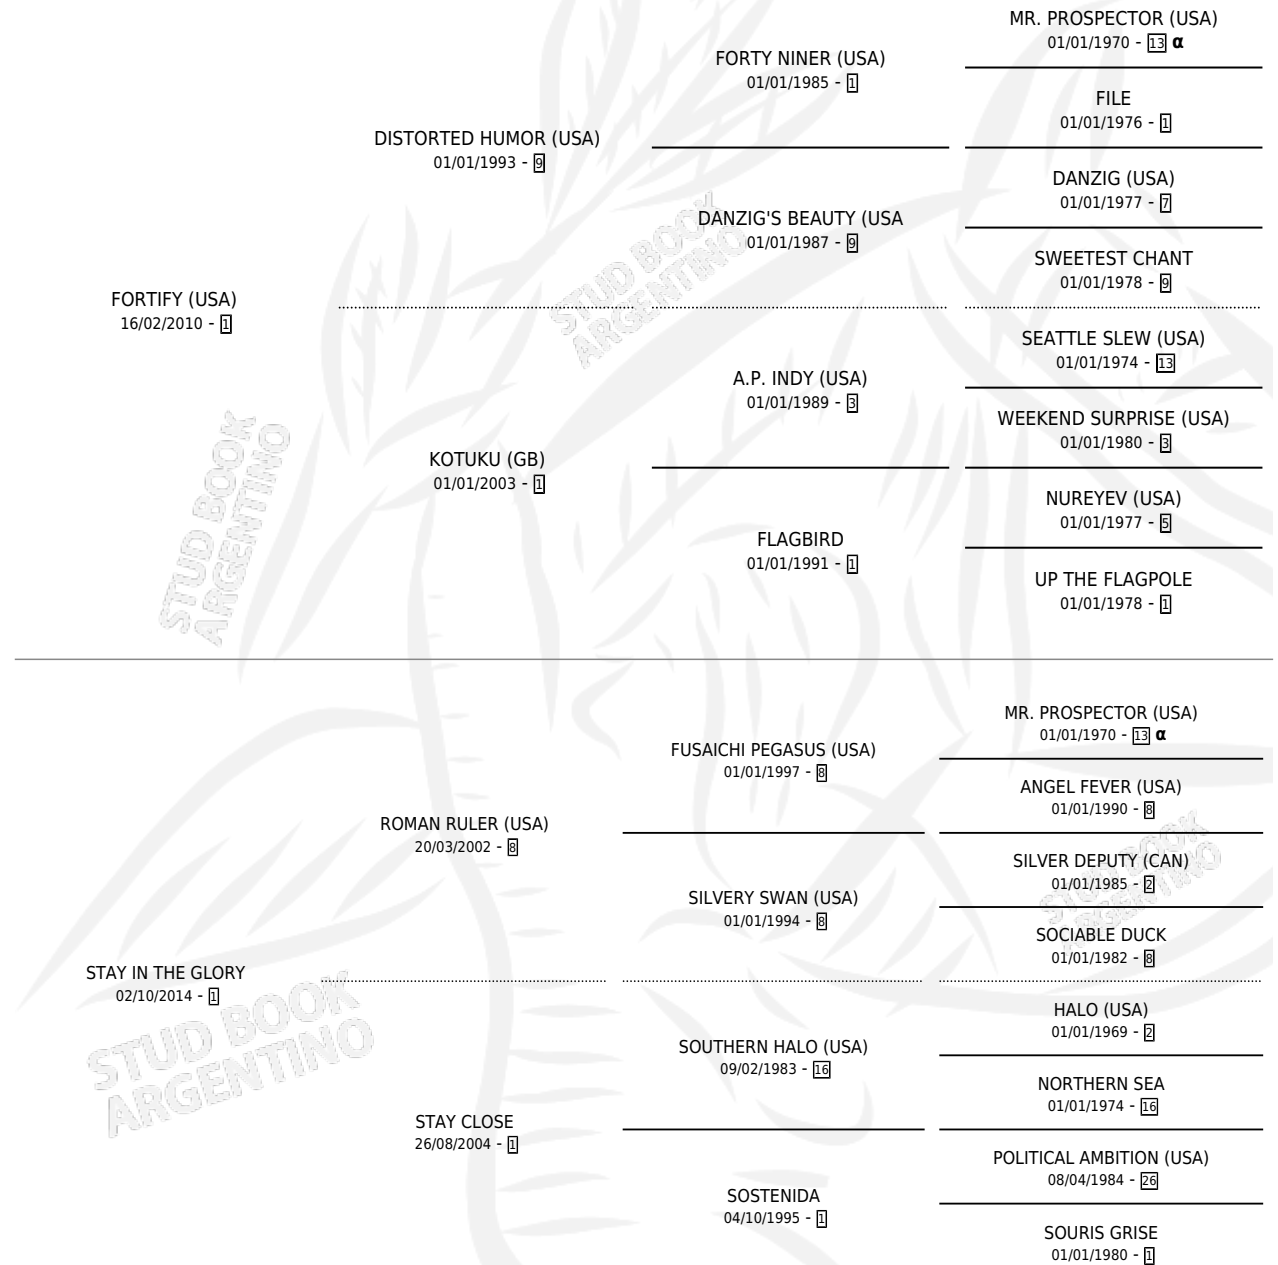 MR. PROSPECTOR (USA)
01/01/1970 - 13 α
FORTY NINER (USA)
01/01/1985 - 1
FILE
01/01/1976 - 1
DISTORTED HUMOR (USA)
01/01/1993 - 9
DANZIG (USA)
01/01/1977 - 7
DANZIG'S BEAUTY (USA
01/01/1987 - 9
SWEETEST CHANT
01/01/1978 - 9
FORTIFY (USA)
16/02/2010 - 1
SEATTLE SLEW (USA)
01/01/1974 - 13
A.P. INDY (USA)
01/01/1989 - 3
WEEKEND SURPRISE (USA)
01/01/1980 - 3
KOTUKU (GB)
01/01/2003 - 1
NUREYEV (USA)
01/01/1977 - 5
FLAGBIRD
01/01/1991 - 1
UP THE FLAGPOLE
01/01/1978 - 1
MR. PROSPECTOR (USA)
01/01/1970 - 13 α
FUSAICHI PEGASUS (USA)
01/01/1997 - 8
ANGEL FEVER (USA)
01/01/1990 - 8
ROMAN RULER (USA)
20/03/2002 - 8
SILVER DEPUTY (CAN)
01/01/1985 - 2
SILVERY SWAN (USA)
01/01/1994 - 8
SOCIABLE DUCK
01/01/1982 - 8
STAY IN THE GLORY
02/10/2014 - 1
HALO (USA)
01/01/1969 - 2
SOUTHERN HALO (USA)
09/02/1983 - 16
NORTHERN SEA
01/01/1974 - 16
STAY CLOSE
26/08/2004 - 1
POLITICAL AMBITION (USA)
08/04/1984 - 26
SOSTENIDA
04/10/1995 - 1
SOURIS GRISE
01/01/1980 - 1
STUD BOOK
ARGENTINO
STUD BOOK
ARGENTINO
STUD BOOK
ARGENTINO
STUD BOOK
ARGENTINO